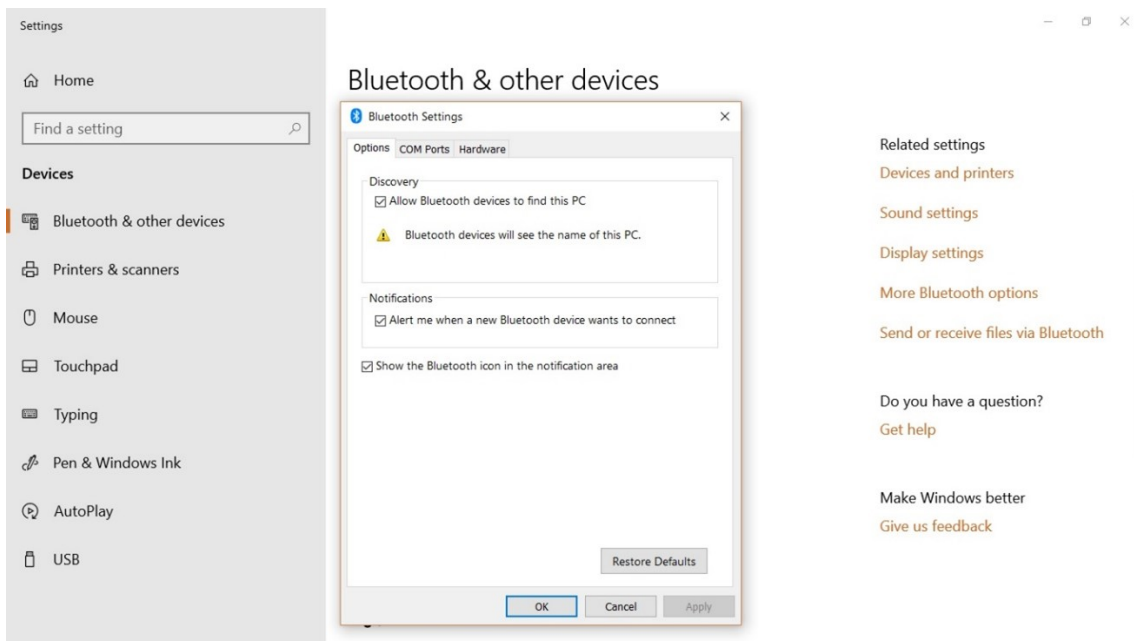 Settings
Home
Find a setting
Devices
Bluetooth & other devices
Printers & scanners
Mouse
Touchpad
Typing
Pen & Windows Ink
AutoPlay
USB
Bluetooth & other devices
Bluetooth Settings
Options COM Ports Hardware
Discovery
Allow Bluetooth devices to find this PC
Bluetooth devices will see the name of this PC.
Notifications
Alert me when a new Bluetooth device wants to connect
Show the Bluetooth icon in the notification area
Restore Defaults
OK Cancel Apply
Related settings
Devices and printers
Sound settings
Display settings
More Bluetooth options
Send or receive files via Bluetooth
Do you have a question?
Get help
Make Windows better
Give us feedback